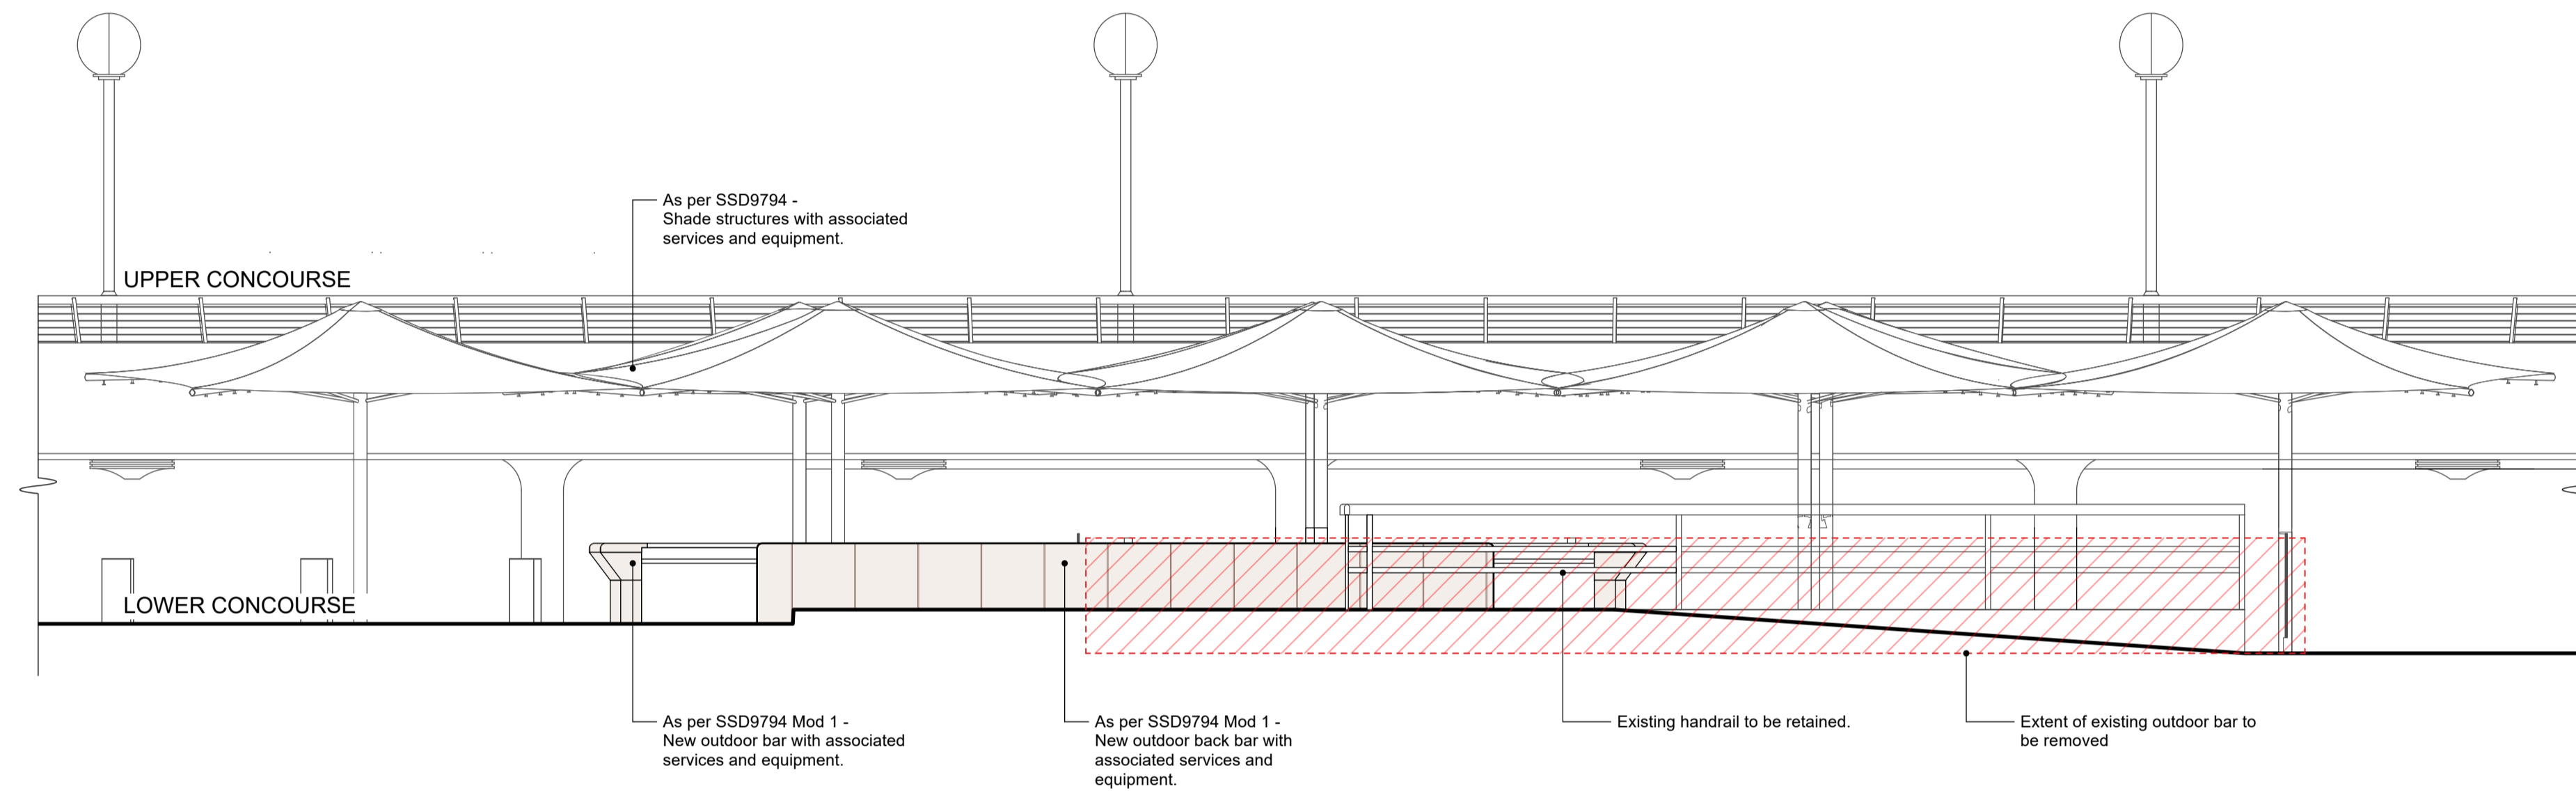 As per SSD9794 -
Shade structures with associated
services and equipment.
UPPER CONCOURSE
LOWER CONCOURSE
As per SSD9794 Mod 1 -
New outdoor bar with associated
services and equipment.
As per SSD9794 Mod 1 -
New outdoor back bar with
associated services and
equipment.
Existing handrail to be retained.
Extent of existing outdoor bar to
be removed